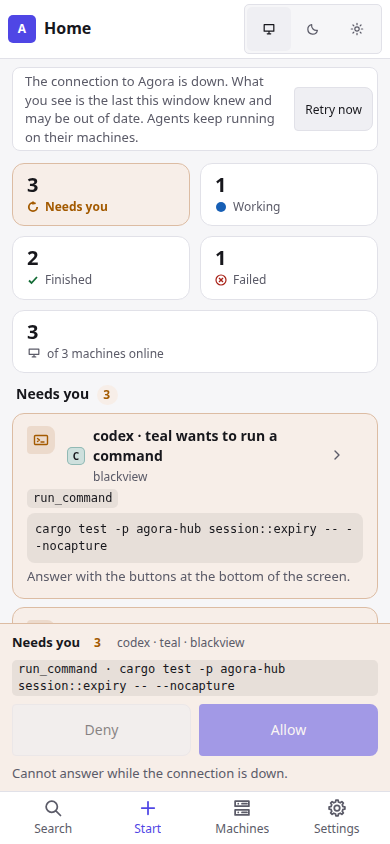 A Home
The connection to Agora is down. What
you see is the last this window knew and
may be out of date. Agents keep running
on their machines.
Retry now
3
Needs you
1
Working
2
Finished
1
Failed
3
of 3 machines online
Needs you 3
codex · teal wants to run a
C command
blackview
run_command
cargo test -p agora-hub session::expiry -- -
-nocapture
Answer with the buttons at the bottom of the screen.
Needs you 3 codex · teal · blackview
run_command · cargo test -p agora-hub
session::expiry -- --nocapture
Deny
Allow
Cannot answer while the connection is down.
Search
Start
Machines
Settings